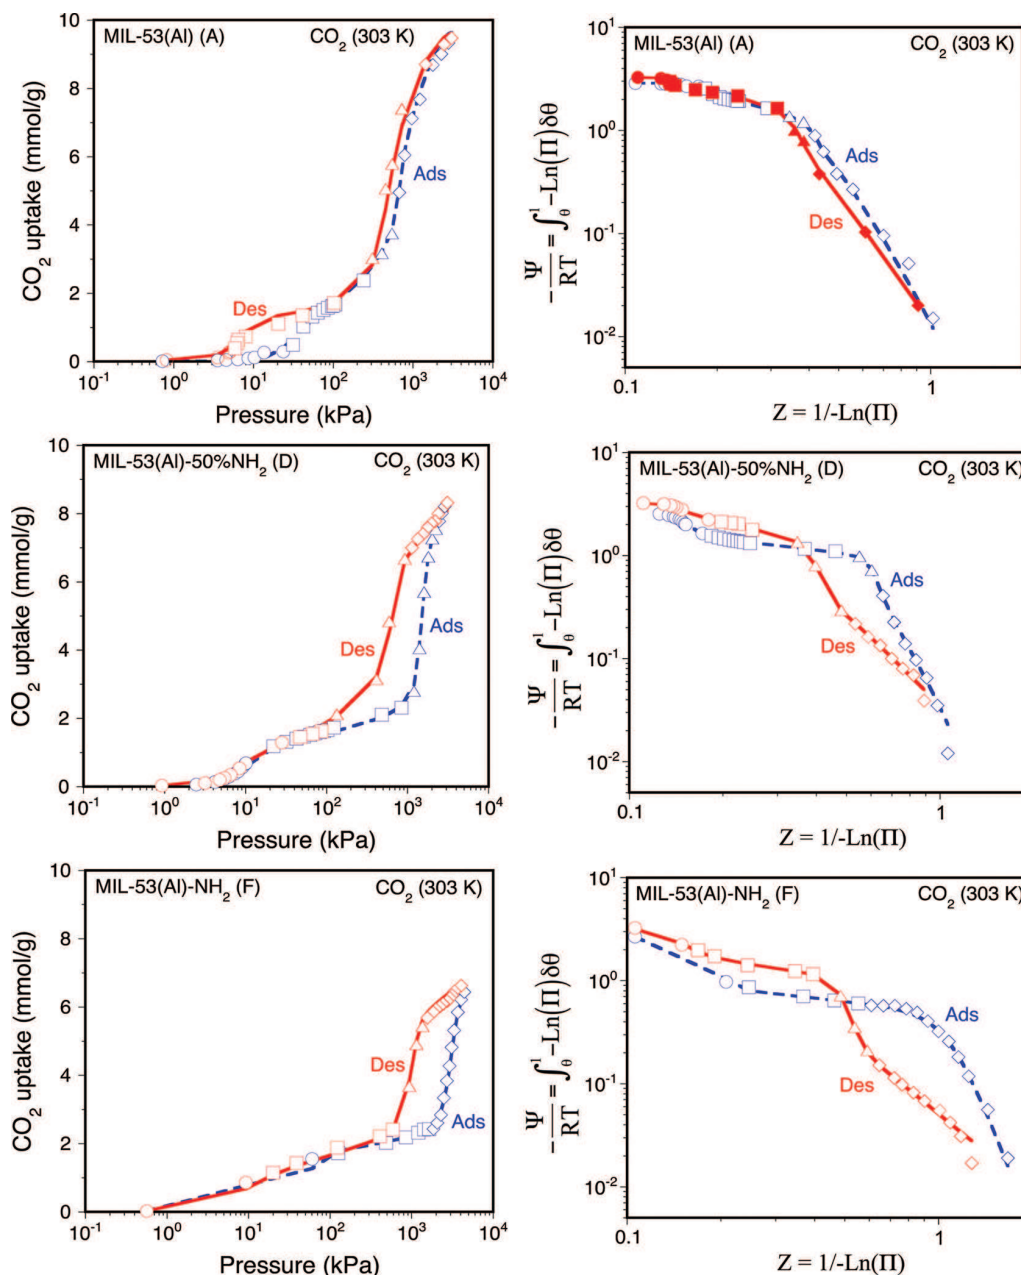 MIL-53(Al) (A)
CO2 (303 K)
Ads
Des
CO2 uptake (mmol/g)
10
8
6
4
2
0
10-1
100
101
102
103
104
Pressure (kPa)
MIL-53(Al) (A)
CO2 (303 K)
Ads
Des
-Ψ/RT = ∫θ1 -Ln(Π)δθ
101
100
10-1
10-2
0.1
1
Z = 1/-Ln(Π)
MIL-53(Al)-50%NH2 (D)
CO2 (303 K)
Des
Ads
CO2 uptake (mmol/g)
10
8
6
4
2
0
10-1
100
101
102
103
104
Pressure (kPa)
MIL-53(Al)-50%NH2 (D)
CO2 (303 K)
Ads
Des
-Ψ/RT = ∫θ1 -Ln(Π)δθ
101
100
10-1
10-2
0.1
1
Z = 1/-Ln(Π)
MIL-53(Al)-NH2 (F)
CO2 (303 K)
Des
Ads
CO2 uptake (mmol/g)
10
8
6
4
2
0
10-1
100
101
102
103
104
Pressure (kPa)
MIL-53(Al)-NH2 (F)
CO2 (303 K)
Ads
Des
-Ψ/RT = ∫θ1 -Ln(Π)δθ
101
100
10-1
10-2
0.1
1
Z = 1/-Ln(Π)